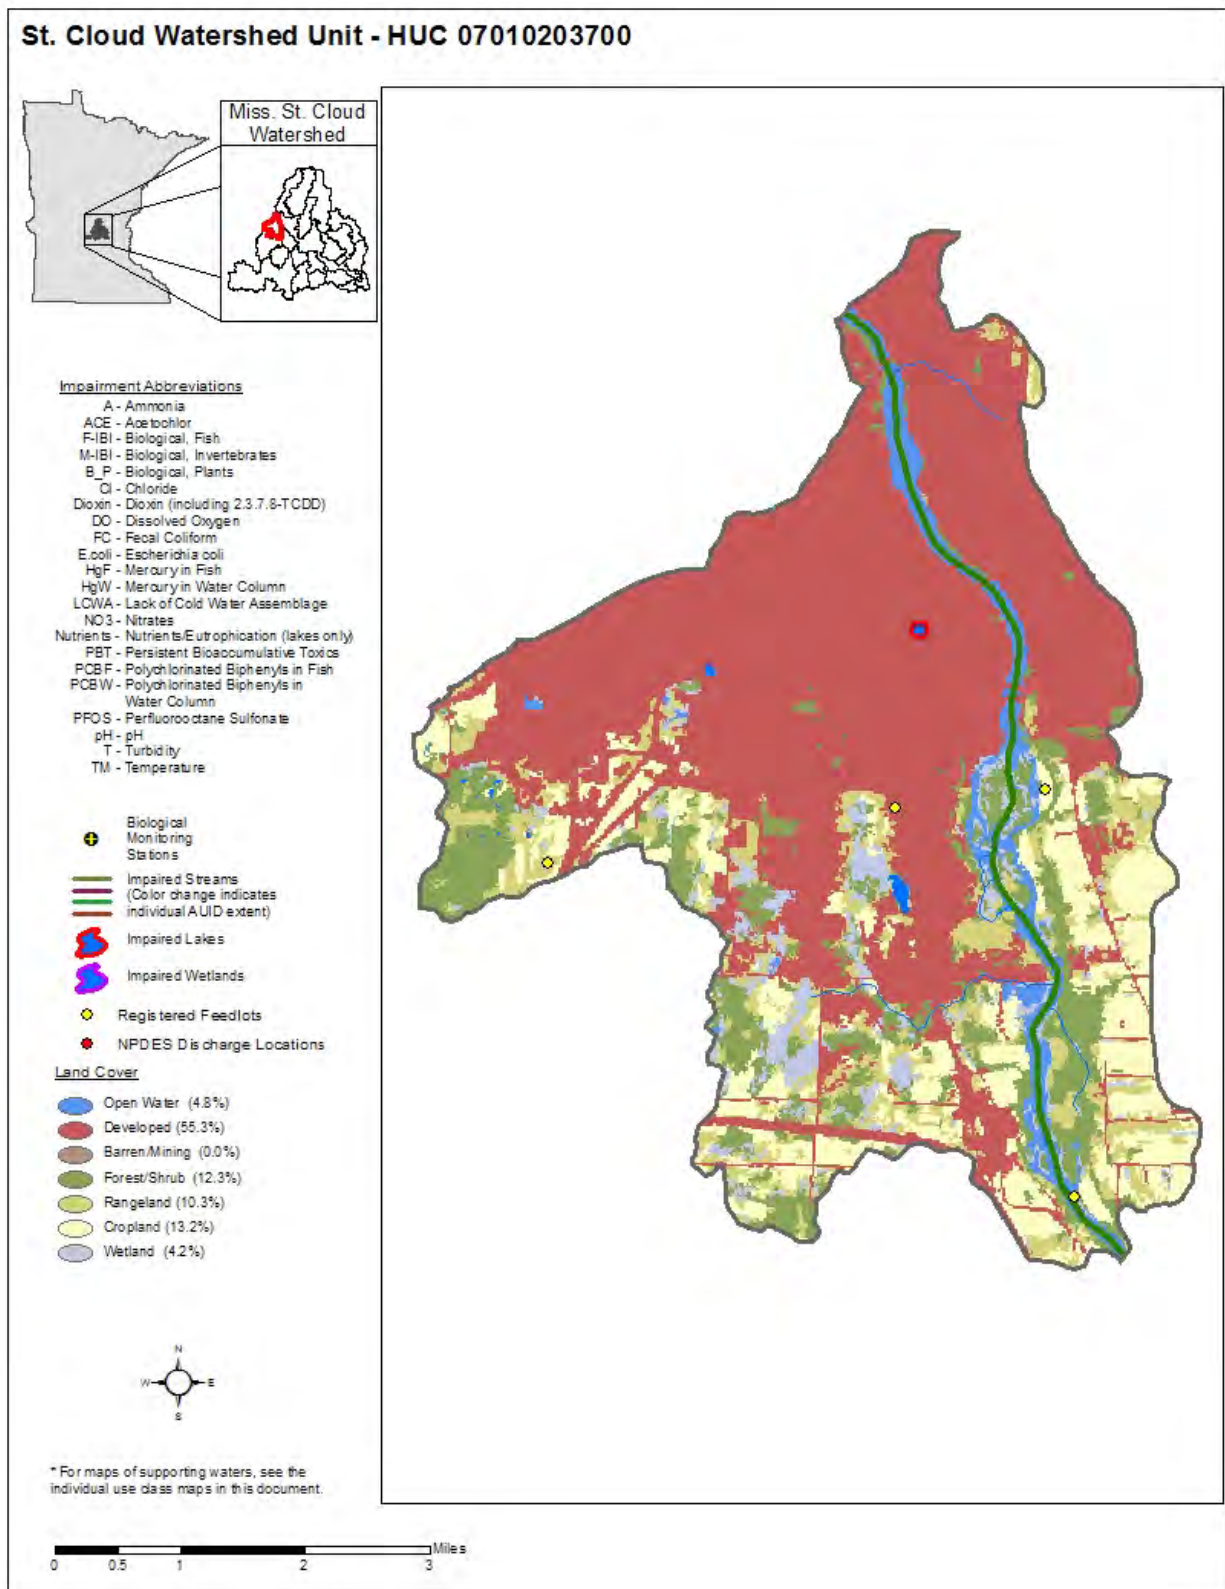 St. Cloud Watershed Unit - HUC 07010203700
Miss. St. Cloud
Watershed
Impairment Abbreviations
A - Ammonia
ACE - Acetochlor
F-IBI - Biological, Fish
M-IBI - Biological, Invertebrates
B_P - Biological, Plants
Cl - Chloride
Dioxin - Dioxin (including 2.3.7.8-TCDD)
DO - Dissolved Oxygen
FC - Fecal Coliform
E.coli - Escherichia coli
HgF - Mercury in Fish
HgW - Mercury in Water Column
LCWA - Lack of Cold Water Assemblage
NO3 - Nitrates
Nutrients - Nutrients/Eutrophication (lakes only)
PBT - Persistent Bioaccumulative Toxics
PCBF - Polychlorinated Biphenyls in Fish
PCBW - Polychlorinated Biphenyls in
Water Column
PFOS - Perfluorooctane Sulfonate
pH - pH
T - Turbidity
TM - Temperature
Biological
Monitoring
Stations
Impaired Streams
(Color change indicates
individual AUID extent)
Impaired Lakes
Impaired Wetlands
Registered Feedlots
NPDES Discharge Locations
Land Cover
Open Water (4.8%)
Developed (55.3%)
Barren/Mining (0.0%)
Forest/Shrub (12.3%)
Rangeland (10.3%)
Cropland (13.2%)
Wetland (4.2%)
N
W E
S
* For maps of supporting waters, see the
individual use class maps in this document.
Miles
0 0.5 1 2 3